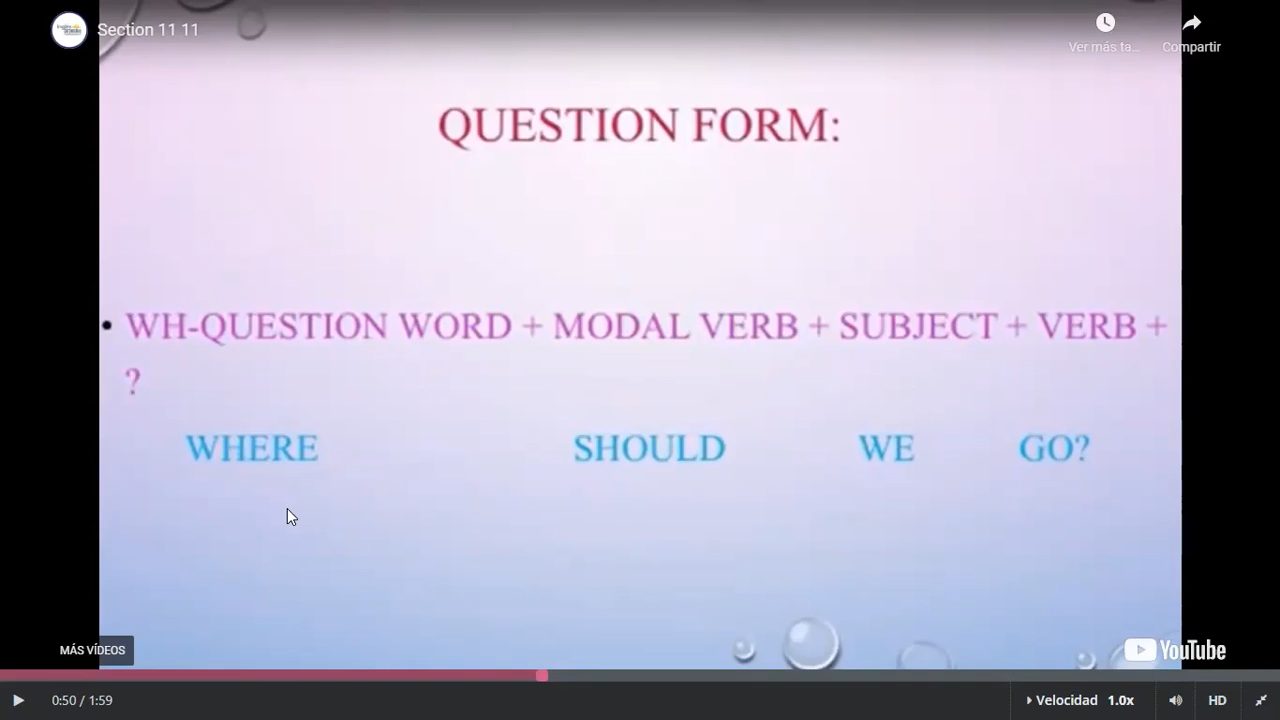 Section 11 11
Ver más ta...
Compartir
QUESTION FORM:
• WH-QUESTION WORD + MODAL VERB + SUBJECT + VERB +
?
WHERE SHOULD WE GO?
MÁS VÍDEOS
YouTube
0:50 / 1:59
Velocidad 1.0x
HD